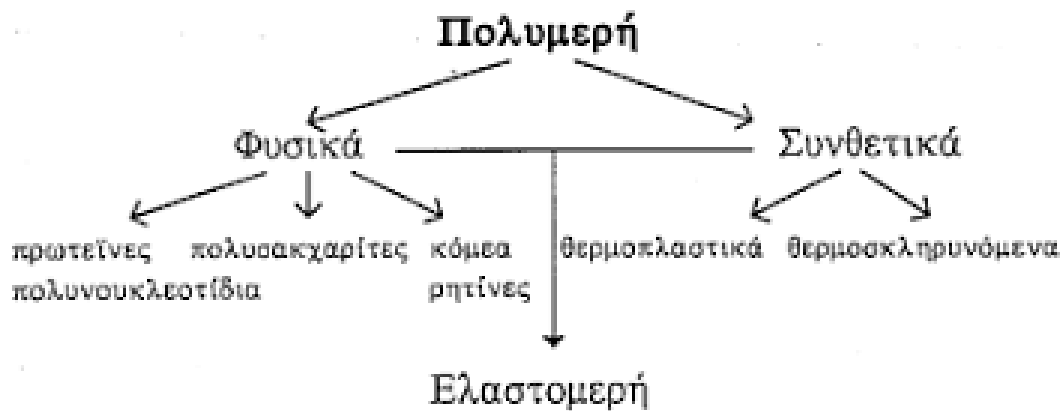 Πολυμερή
Φυσικά Συνθετικά
πρωτεΐνες πολυσακχαρίτες κόμεα θερμοπλαστικά θερμοσκληρυνόμενα
πολυνουκλεοτίδια ρητίνες
Ελαστομερή